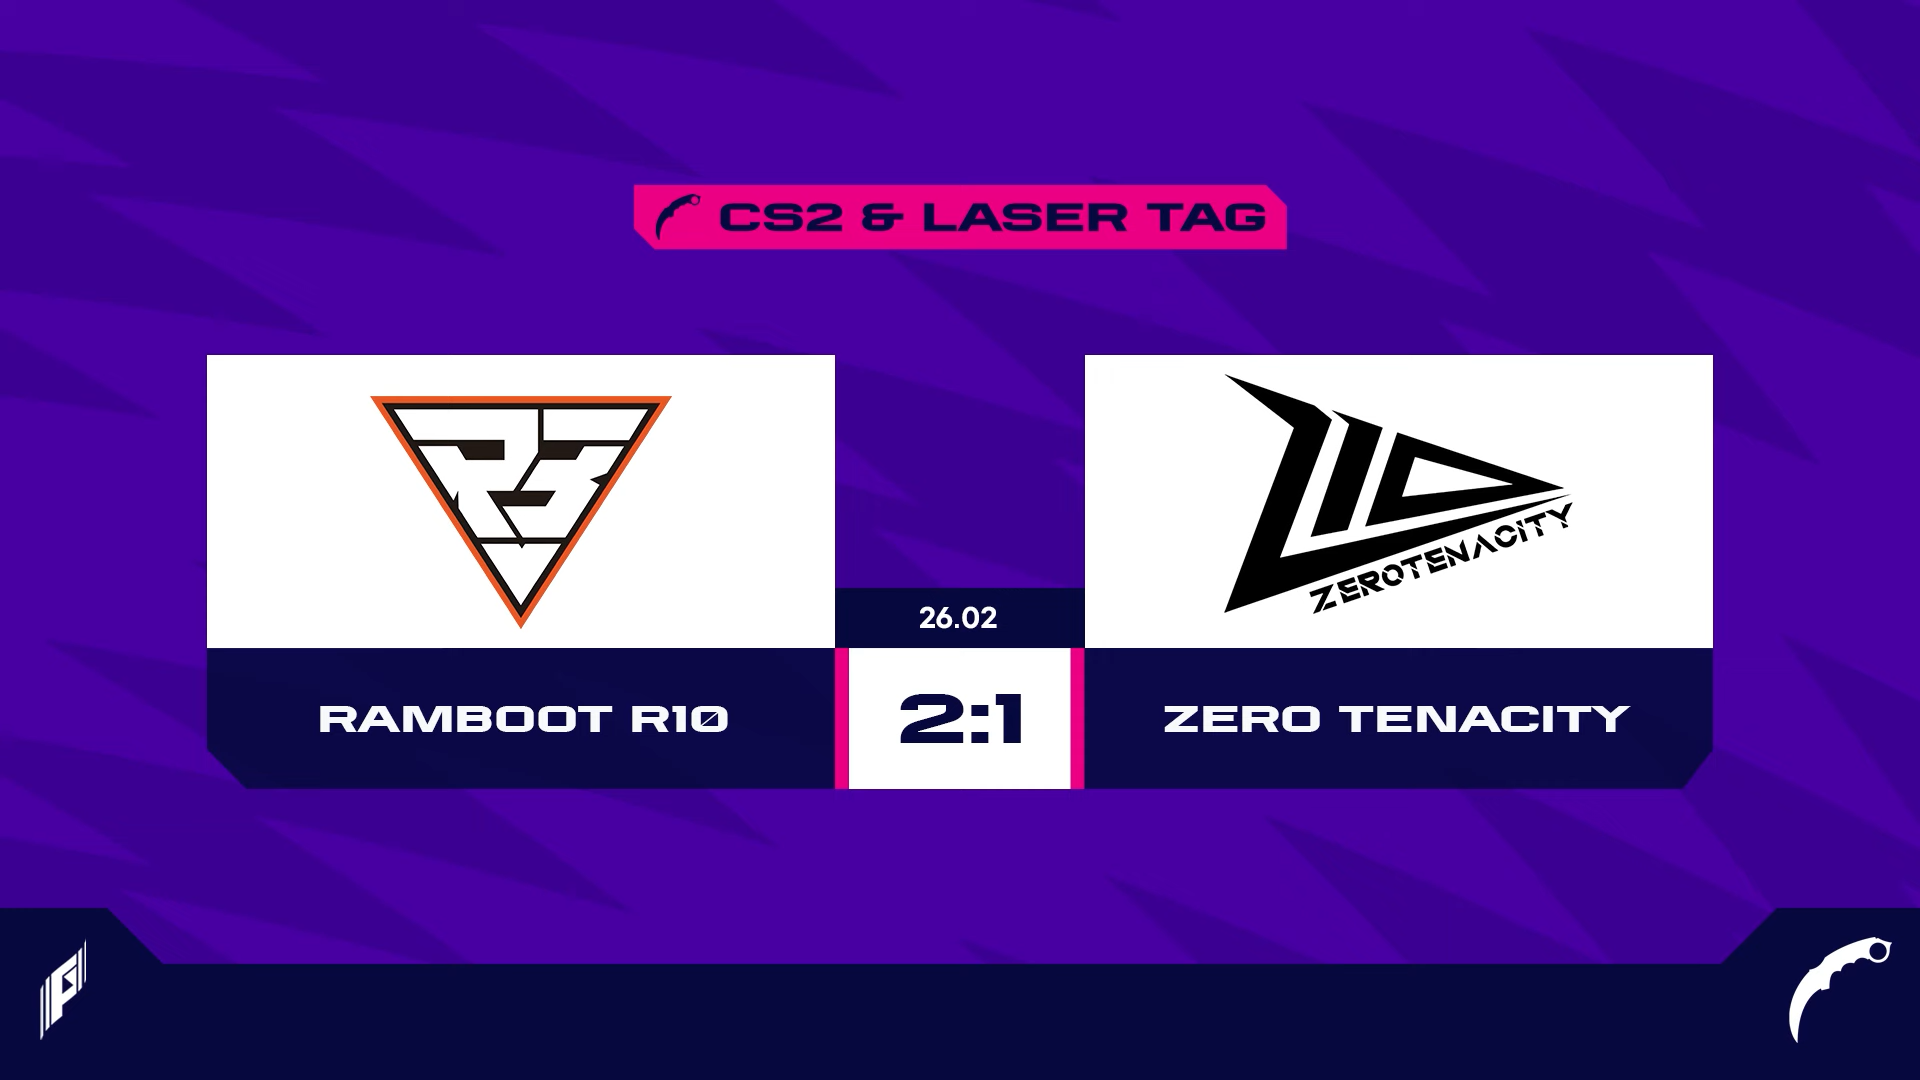 CS2 & LASER TAG
26.02
RAMBOOT R10
2:1
ZERO TENACITY
ZEROTENACITY